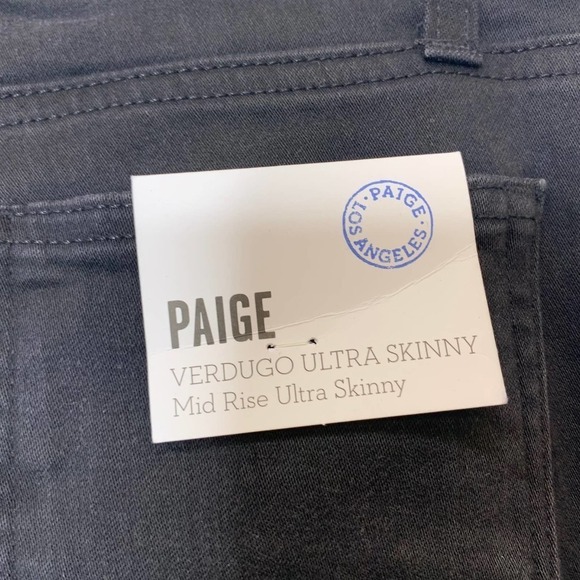 · PAIGE ·
LOS ANGELES
PAIGE
VERDUGO ULTRA SKINNY
Mid Rise Ultra Skinny